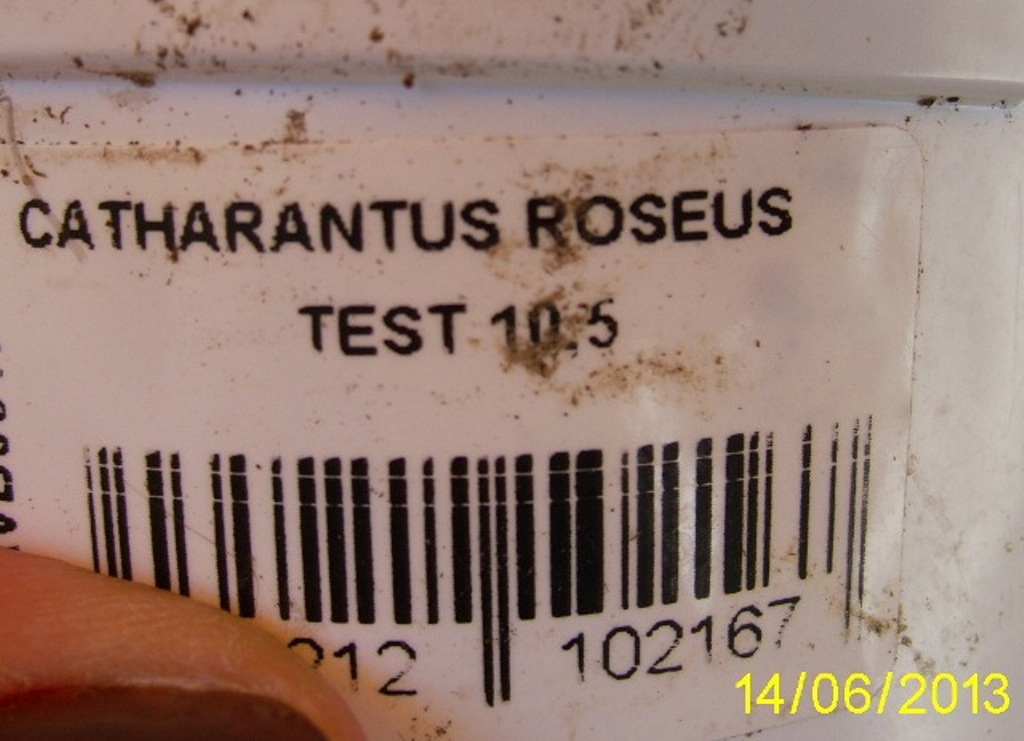 CATHARANTUS ROSEUS
TEST 10,5
212 102167
14/06/2013